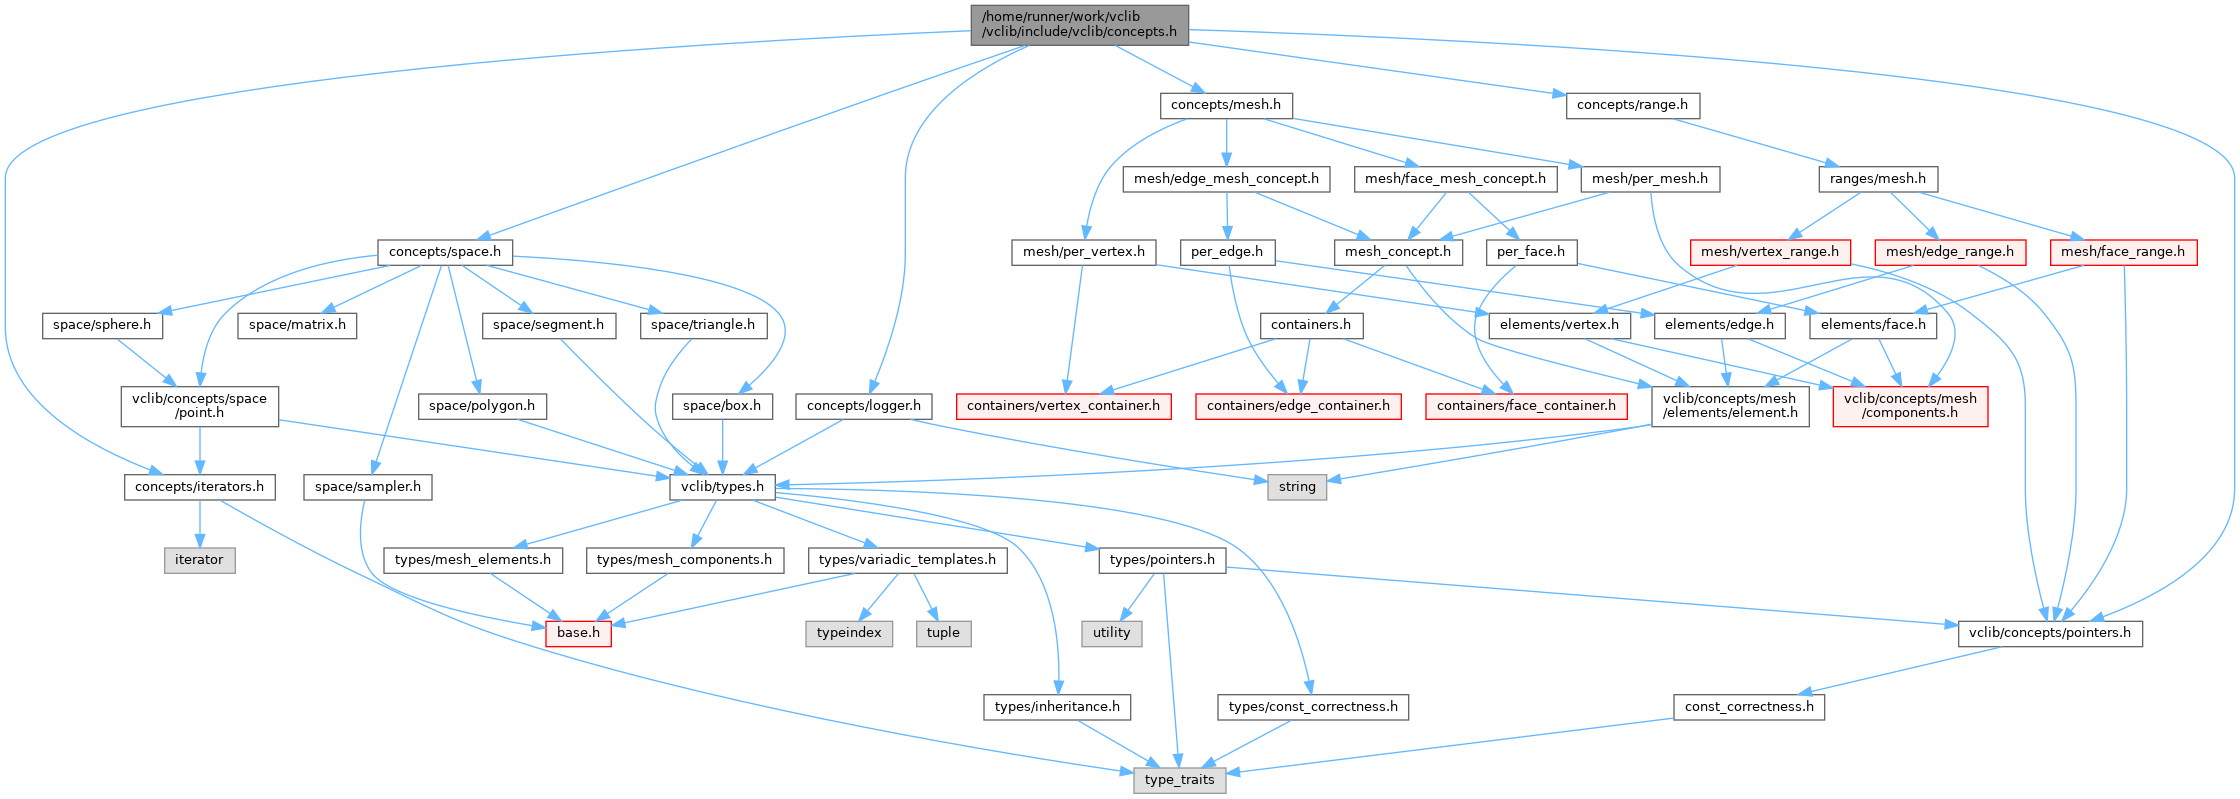 /home/runner/work/vclib
/vclib/include/vclib/concepts.h
concepts/mesh.h
concepts/range.h
mesh/edge_mesh_concept.h
mesh/face_mesh_concept.h
mesh/per_mesh.h
ranges/mesh.h
concepts/space.h
mesh/per_vertex.h
per_edge.h
mesh_concept.h
per_face.h
mesh/vertex_range.h
mesh/edge_range.h
mesh/face_range.h
space/sphere.h
space/matrix.h
space/segment.h
space/triangle.h
containers.h
elements/vertex.h
elements/edge.h
elements/face.h
vclib/concepts/space
/point.h
space/polygon.h
space/box.h
concepts/logger.h
containers/vertex_container.h
containers/edge_container.h
containers/face_container.h
vclib/concepts/mesh
/elements/element.h
vclib/concepts/mesh
/components.h
concepts/iterators.h
space/sampler.h
vclib/types.h
string
iterator
types/mesh_elements.h
types/mesh_components.h
types/variadic_templates.h
types/pointers.h
base.h
typeindex
tuple
utility
vclib/concepts/pointers.h
types/inheritance.h
types/const_correctness.h
const_correctness.h
type_traits